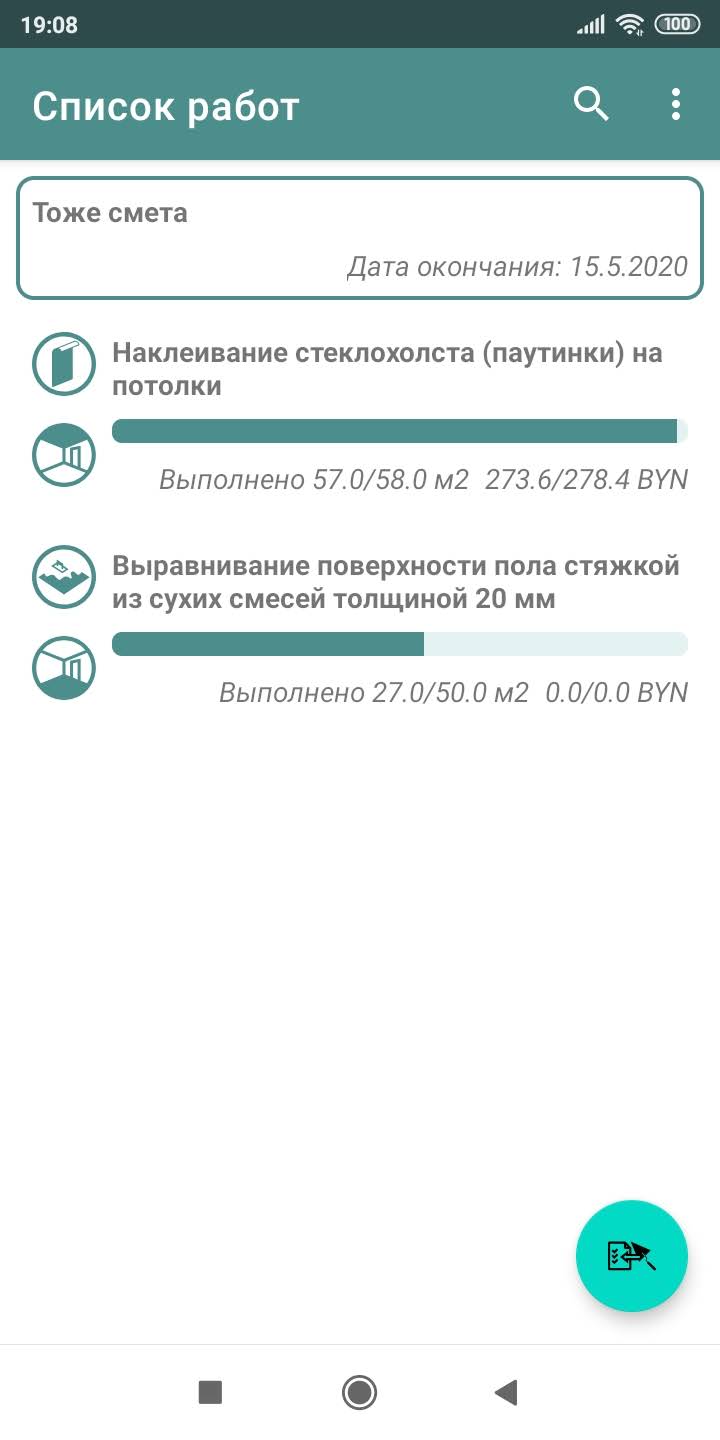 19:08
100
Список работ
Тоже смета
Дата окончания: 15.5.2020
Наклеивание стеклохолста (паутинки) на
потолки
Выполнено 57.0/58.0 м2 273.6/278.4 BYN
Выравнивание поверхности пола стяжкой
из сухих смесей толщиной 20 мм
Выполнено 27.0/50.0 м2 0.0/0.0 BYN